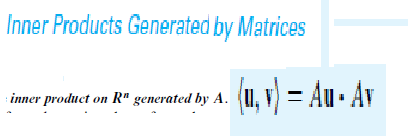 Inner Products Generated by Matrices
inner product on Rⁿ generated by A. ⟨u, v⟩ = Au · Av